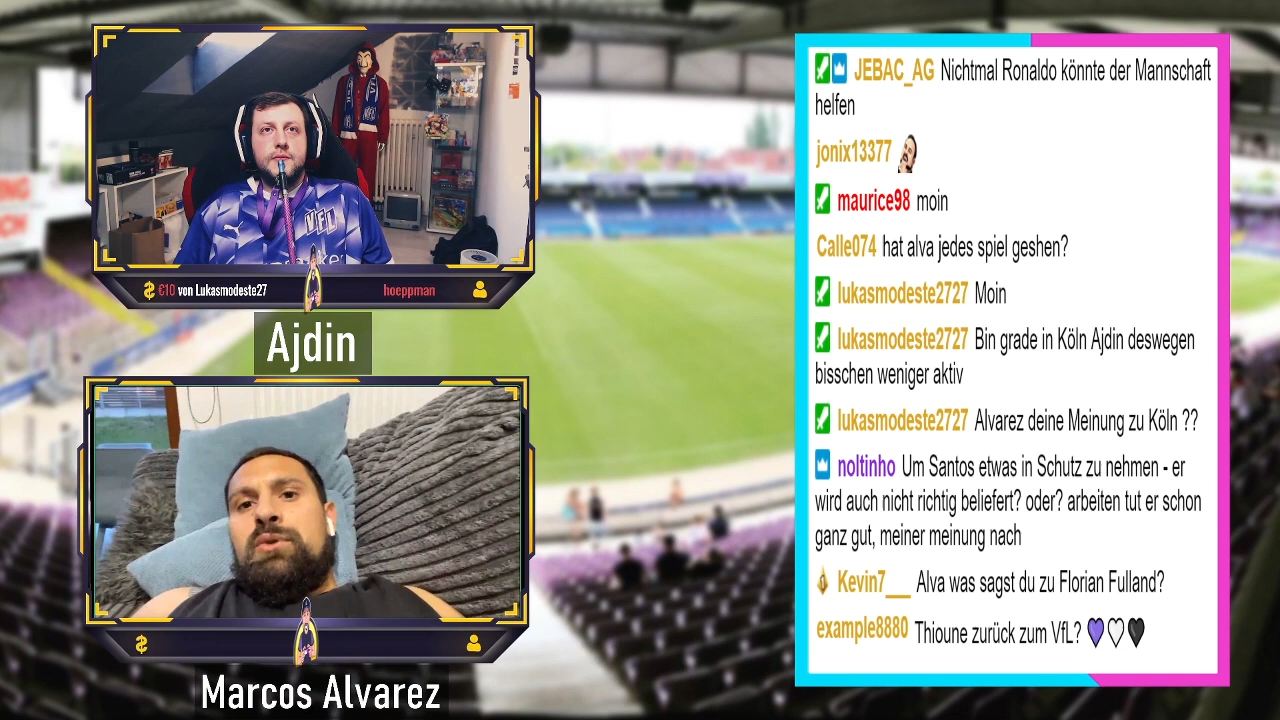 VFL
€10 von Lukasmodeste27
hoeppman
Ajdin
Marcos Alvarez
JEBAC_AG Nichtmal Ronaldo könnte der Mannschaft
helfen
jonix13377
maurice98 moin
Calle074 hat alva jedes spiel geshen?
lukasmodeste2727 Moin
lukasmodeste2727 Bin grade in Köln Ajdin deswegen
bisschen weniger aktiv
lukasmodeste2727 Alvarez deine Meinung zu Köln ??
noltinho Um Santos etwas in Schutz zu nehmen - er
wird auch nicht richtig beliefert? oder? arbeiten tut er schon
ganz gut, meiner meinung nach
Kevin7___ Alva was sagst du zu Florian Fulland?
example8880 Thioune zurück zum VfL? 💜🤍🖤